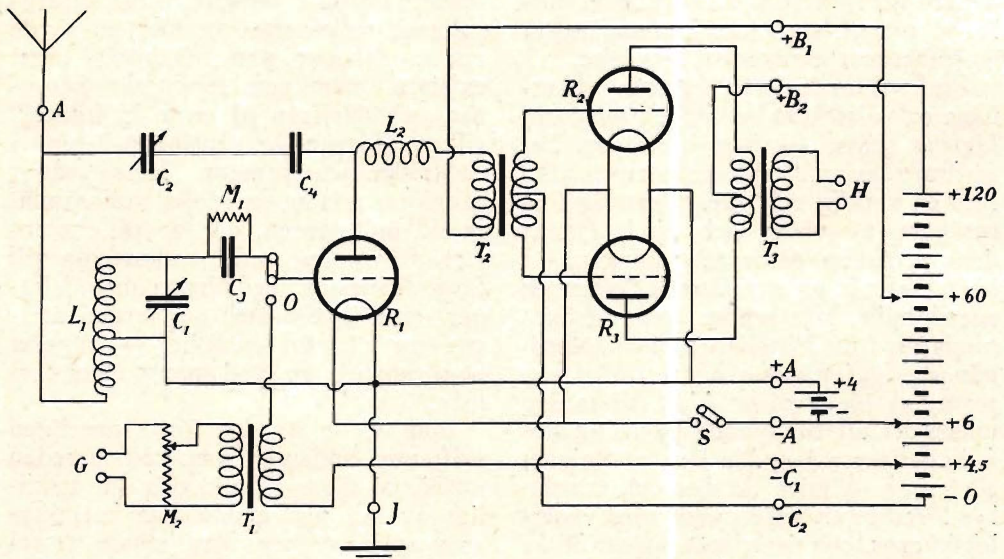 A
+B₁
+B₂
R₂
L₂
C₂
C₄
H
M₁
T₂
T₃
+120
C₃
O
L₁
C₁
R₁
R₃
+60
+A
+4
-
S
-A
+6
G
-C₁
+4,5
M₂
T₁
J
-C₂
-0